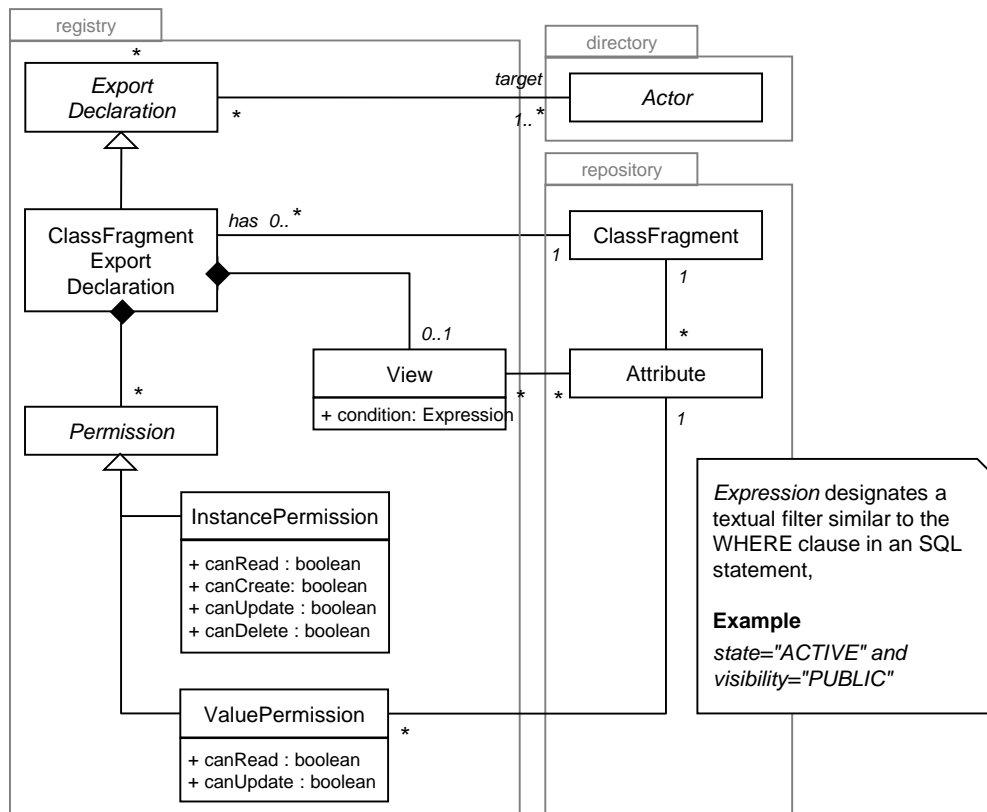 registry
directory
*
Export
Declaration
target
*
1..*
Actor
repository
ClassFragment
Export
Declaration
has 0..*
1
ClassFragment
1
*
0..1
View
+ condition: Expression
*
*
Attribute
1
*
Permission
InstancePermission
+ canRead : boolean
+ canCreate: boolean
+ canUpdate : boolean
+ canDelete : boolean
Expression designates a
textual filter similar to the
WHERE clause in an SQL
statement,
Example
state="ACTIVE" and
visibility="PUBLIC"
ValuePermission
*
+ canRead : boolean
+ canUpdate : boolean